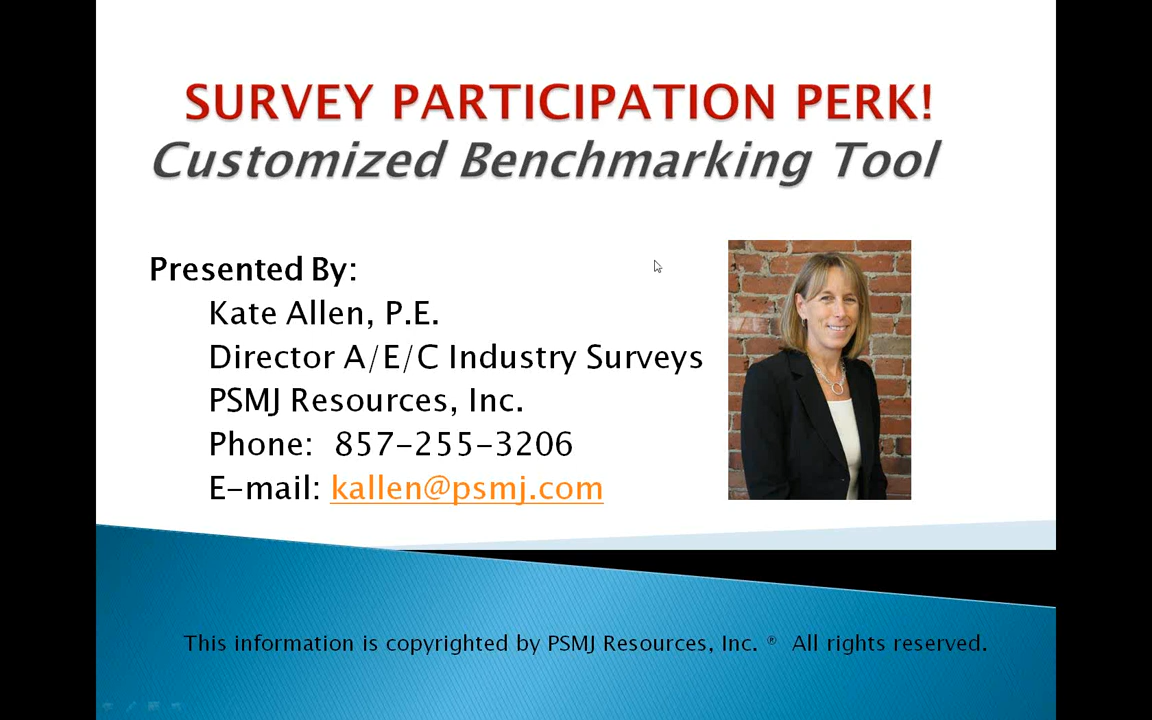 SURVEY PARTICIPATION PERK!
Customized Benchmarking Tool
Presented By:
Kate Allen, P.E.
Director A/E/C Industry Surveys
PSMJ Resources, Inc.
Phone: 857-255-3206
E-mail: kallen@psmj.com
This information is copyrighted by PSMJ Resources, Inc. ® All rights reserved.